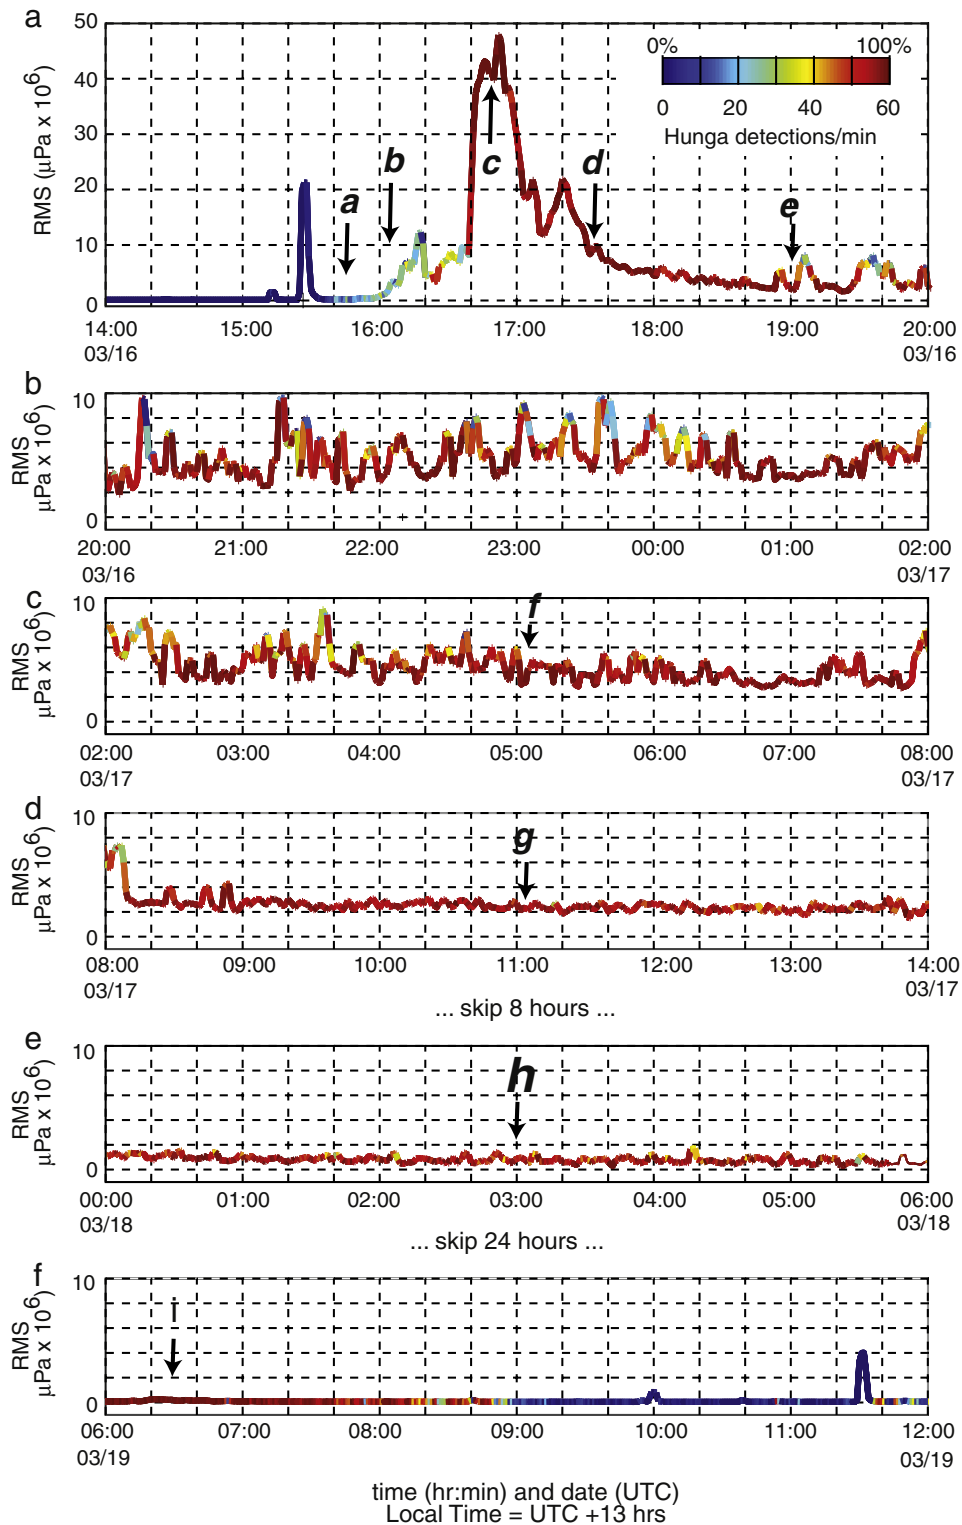 a
RMS (µPa x 10⁶)
50
40
30
20
10
0
0% 100%
0 20 40 60
Hunga detections/min
a b c d e
14:00 15:00 16:00 17:00 18:00 19:00 20:00
03/16 03/16
b
RMS
µPa x 10⁶)
10
0
20:00 21:00 22:00 23:00 00:00 01:00 02:00
03/16 03/17
c
RMS
µPa x 10⁶)
10
0
f
02:00 03:00 04:00 05:00 06:00 07:00 08:00
03/17 03/17
d
RMS
µPa x 10⁶)
10
0
g
08:00 09:00 10:00 11:00 12:00 13:00 14:00
03/17 03/17
... skip 8 hours ...
e
RMS
µPa x 10⁶)
10
0
h
00:00 01:00 02:00 03:00 04:00 05:00 06:00
03/18 03/18
... skip 24 hours ...
f
RMS
µPa x 10⁶)
10
0
i
06:00 07:00 08:00 09:00 10:00 11:00 12:00
03/19 03/19
time (hr:min) and date (UTC)
Local Time = UTC +13 hrs